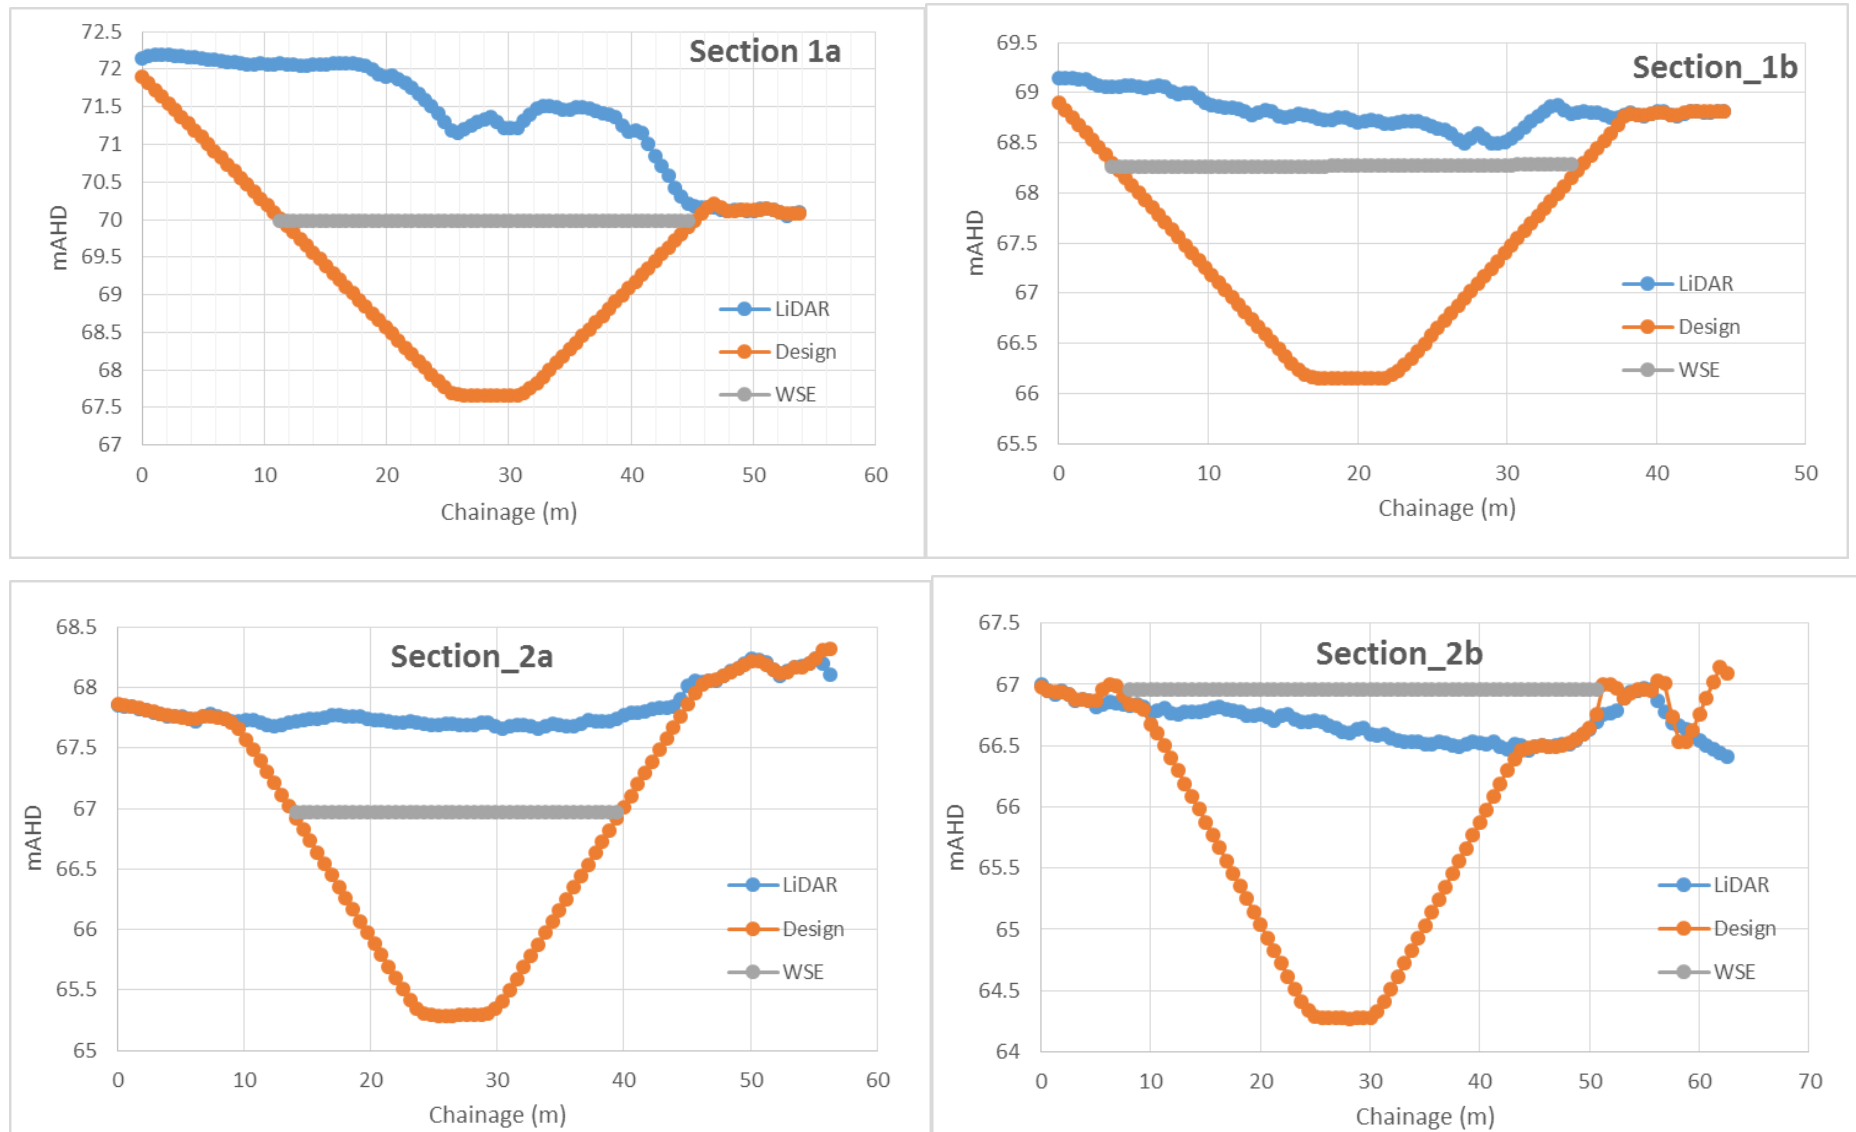 Section 1a
72.5
72
71.5
71
70.5
70
69.5
69
68.5
68
67.5
67
mAHD
0 10 20 30 40 50 60
Chainage (m)
LiDAR
Design
WSE
Section_1b
69.5
69
68.5
68
67.5
67
66.5
66
65.5
mAHD
0 10 20 30 40 50
Chainage (m)
LiDAR
Design
WSE
Section_2a
68.5
68
67.5
67
66.5
66
65.5
65
mAHD
0 10 20 30 40 50 60
Chainage (m)
LiDAR
Design
WSE
Section_2b
67.5
67
66.5
66
65.5
65
64.5
64
mAHD
0 10 20 30 40 50 60 70
Chainage (m)
LiDAR
Design
WSE